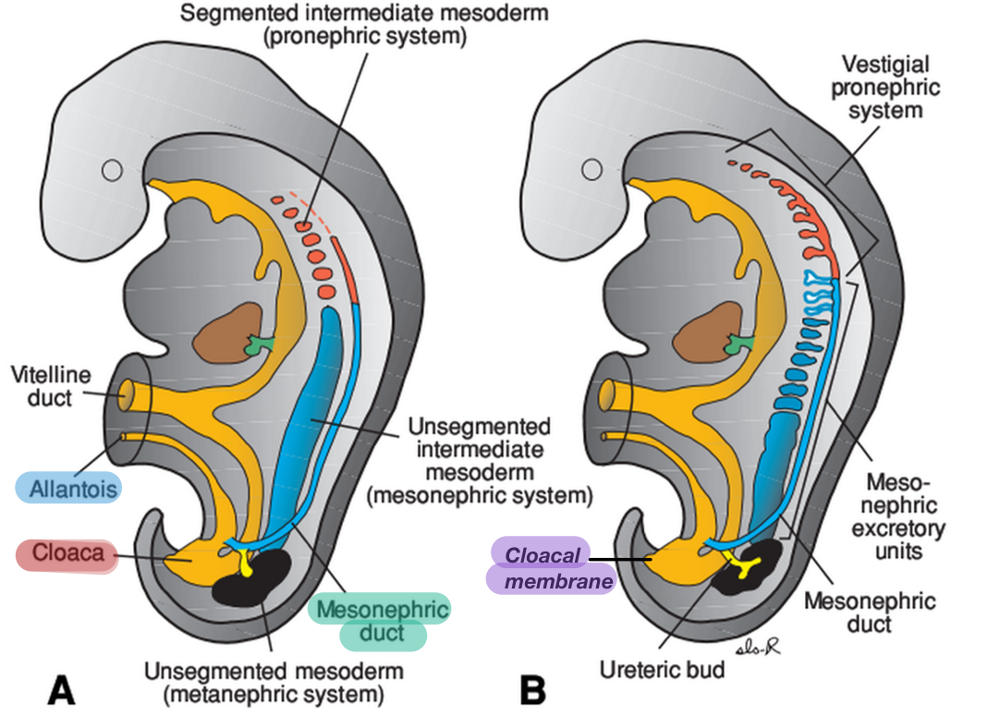 Segmented intermediate mesoderm
(pronephric system)
Vitelline
duct
Allantois
Cloaca
Unsegmented
intermediate
mesoderm
(mesonephric system)
Mesonephric
duct
Unsegmented mesoderm
(metanephric system)
A
Vestigial
pronephric
system
Cloacal
membrane
Meso-
nephric
excretory
units
Mesonephric
duct
sls-R
Ureteric bud
B